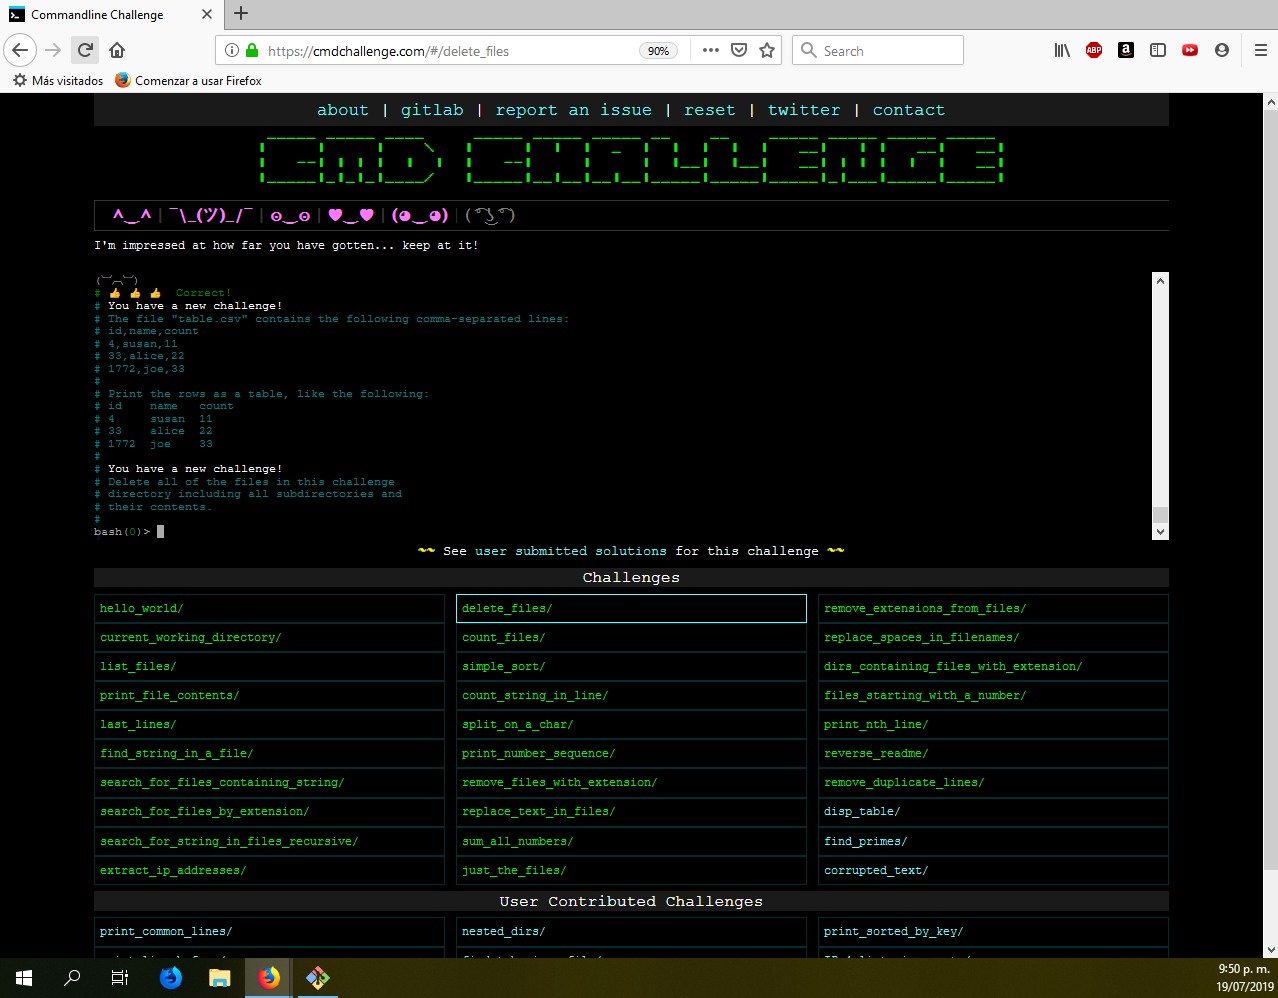 Commandline Challenge
https://cmdchallenge.com/#/delete_files
90%
Search
ABP
Más visitados
Comenzar a usar Firefox
about | gitlab | report an issue | reset | twitter | contact
CMD CHALLENGE
^‿^ | ¯\_(ツ)_/¯ | ʘ‿ʘ | ♥‿♥ | (◕‿◕) | ( ͡° ͜ʖ ͡°)
I'm impressed at how far you have gotten... keep at it!
(︶︹︶)
# 👍 👍 👍 Correct!
# You have a new challenge!
# The file "table.csv" contains the following comma-separated lines:
# id,name,count
# 4,susan,11
# 33,alice,22
# 1772,joe,33
#
# Print the rows as a table, like the following:
# id    name   count
# 4     susan  11
# 33    alice  22
# 1772  joe    33
#
# You have a new challenge!
# Delete all of the files in this challenge
# directory including all subdirectories and
# their contents.
#
bash(0)>
~~ See user submitted solutions for this challenge ~~
Challenges
hello_world/
delete_files/
remove_extensions_from_files/
current_working_directory/
count_files/
replace_spaces_in_filenames/
list_files/
simple_sort/
dirs_containing_files_with_extension/
print_file_contents/
count_string_in_line/
files_starting_with_a_number/
last_lines/
split_on_a_char/
print_nth_line/
find_string_in_a_file/
print_number_sequence/
reverse_readme/
search_for_files_containing_string/
remove_files_with_extension/
remove_duplicate_lines/
search_for_files_by_extension/
replace_text_in_files/
disp_table/
search_for_string_in_files_recursive/
sum_all_numbers/
find_primes/
extract_ip_addresses/
just_the_files/
corrupted_text/
User Contributed Challenges
print_common_lines/
nested_dirs/
print_sorted_by_key/
9:50 p. m.
19/07/2019